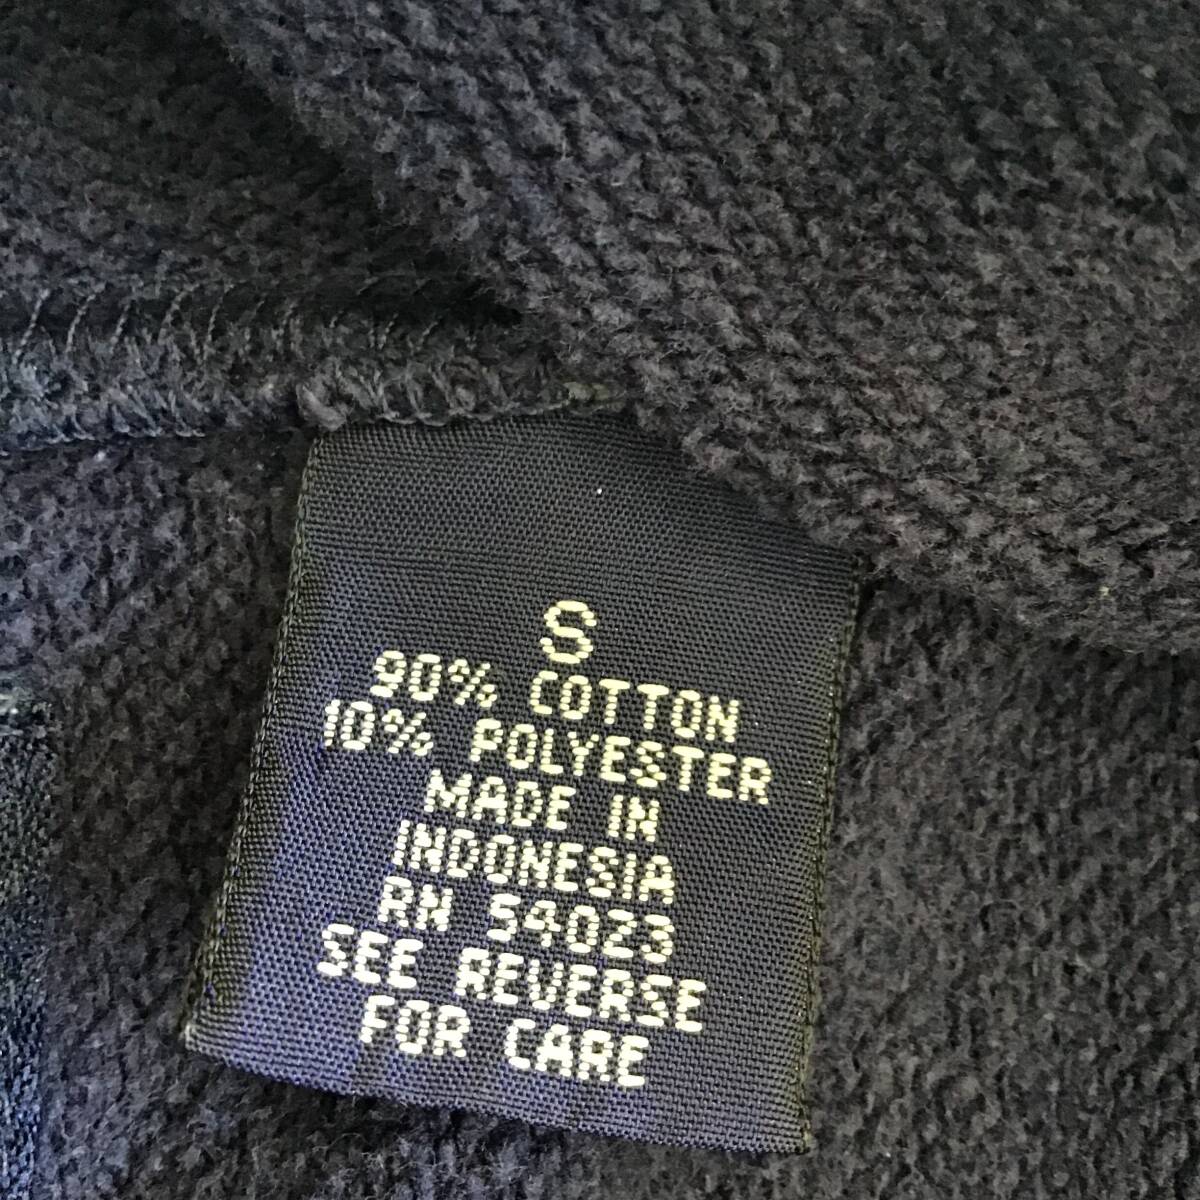 S
90% COTTON
10% POLYESTER
MADE IN
INDONESIA
RN 54023
SEE REVERSE
FOR CARE